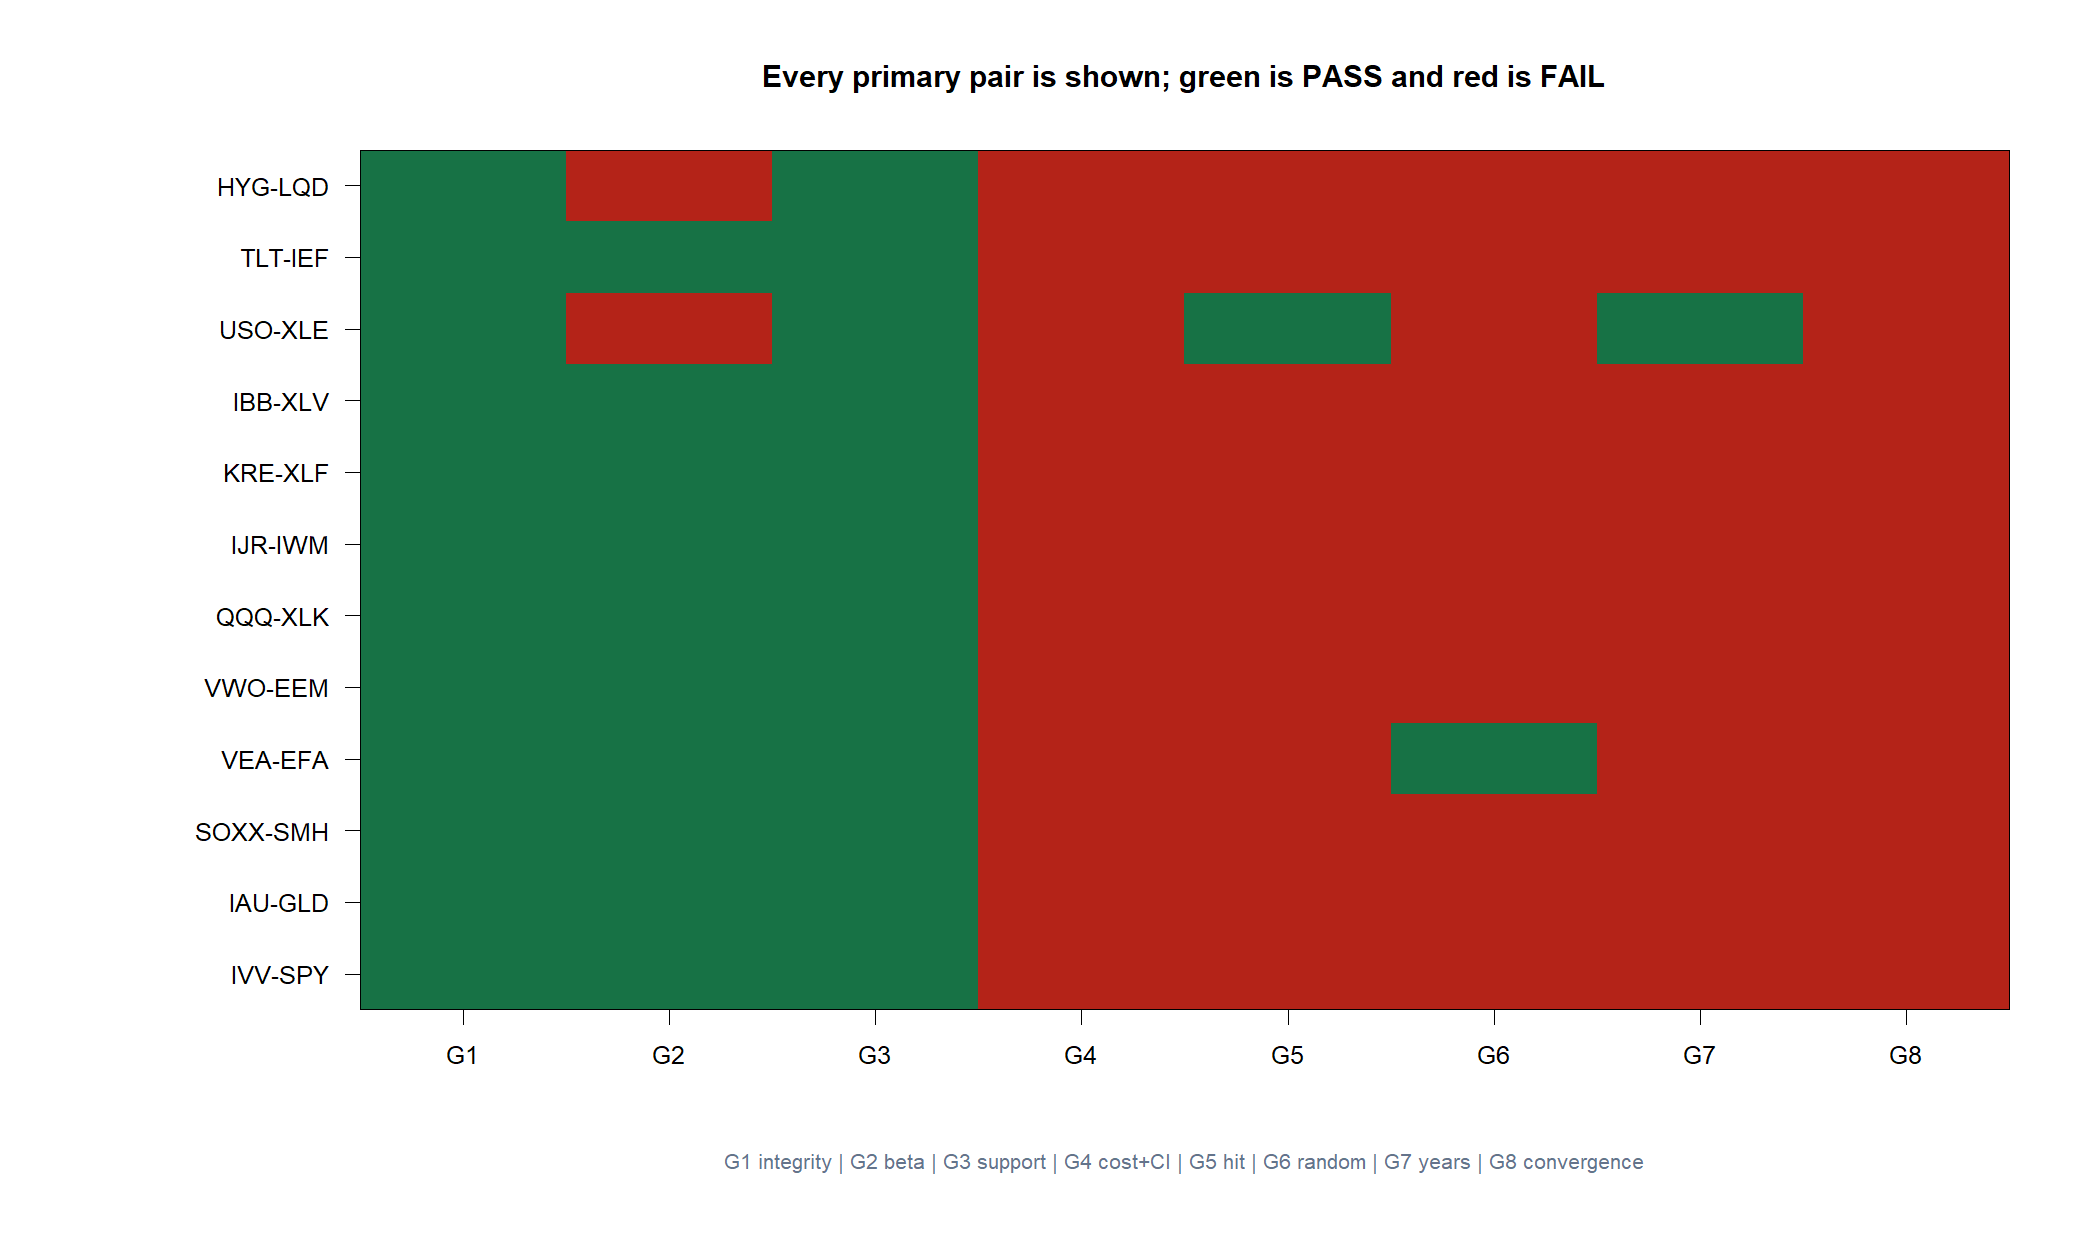 Every primary pair is shown; green is PASS and red is FAIL
HYG-LQD
TLT-IEF
USO-XLE
IBB-XLV
KRE-XLF
IJR-IWM
QQQ-XLK
VWO-EEM
VEA-EFA
SOXX-SMH
IAU-GLD
IVV-SPY
G1 G2 G3 G4 G5 G6 G7 G8
G1 integrity | G2 beta | G3 support | G4 cost+CI | G5 hit | G6 random | G7 years | G8 convergence